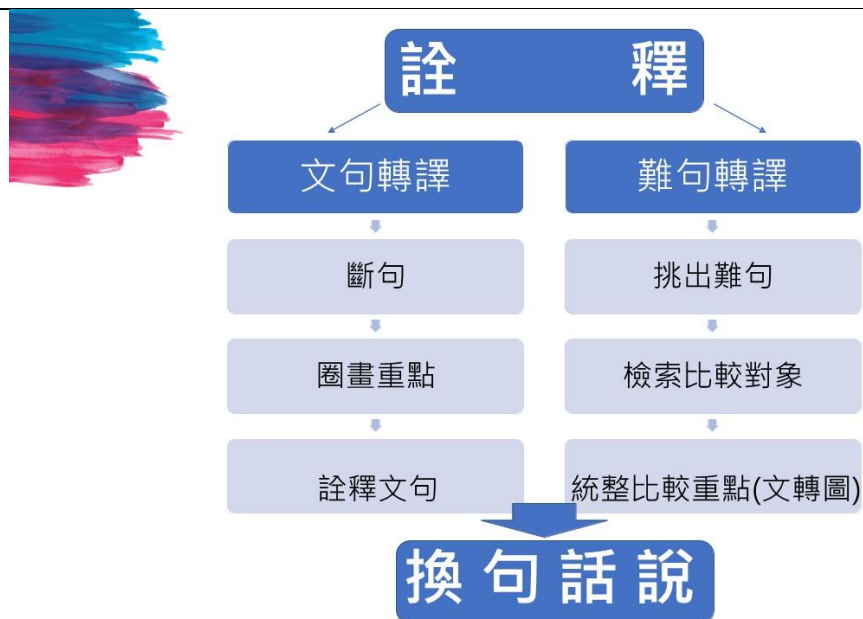 詮釋
文句轉譯
斷句
圈畫重點
詮釋文句
難句轉譯
挑出難句
檢索比較對象
統整比較重點(文轉圖)
換句話說